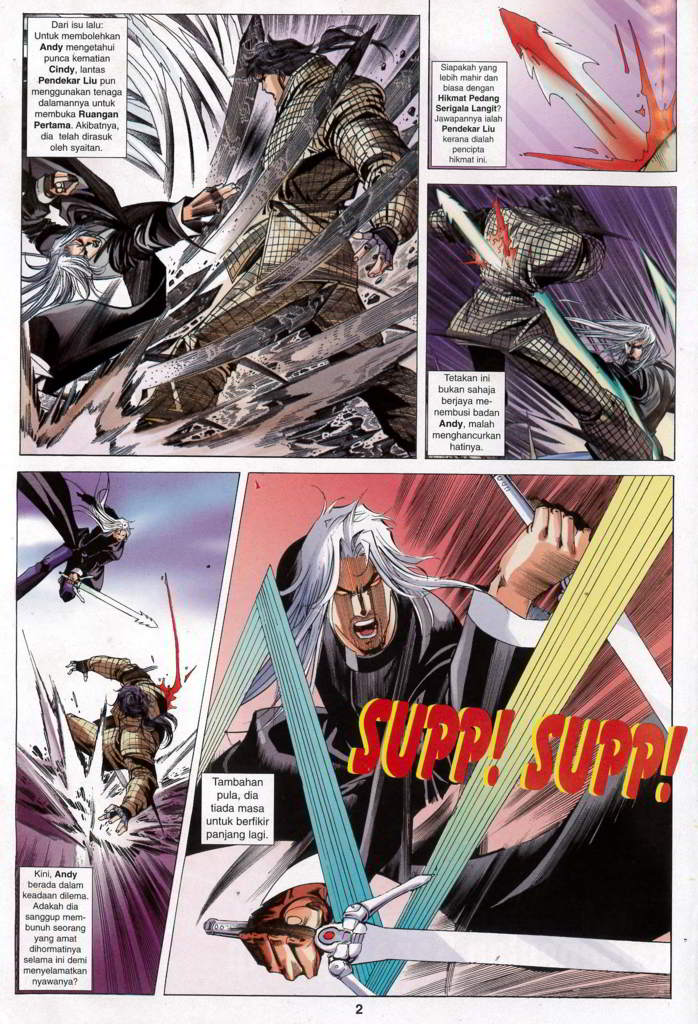 Dari isu lalu:
Untuk membolehkan
Andy mengetahui
punca kematian
Cindy, lantas
Pendekar Liu pun
menggunakan tenaga
dalamannya untuk
membuka Ruangan
Pertama. Akibatnya,
dia telah dirasuk
oleh syaitan.
Siapakah yang
lebih mahir dan
biasa dengan
Hikmat Pedang
Serigala Langit?
Jawapannya ialah
Pendekar Liu
kerana dialah
pencipta
hikmat ini.
Tetakan ini
bukan sahaja
berjaya me-
nembusi badan
Andy, malah
menghancurkan
hatinya.
Kini, Andy
berada dalam
keadaan dilema.
Adakah dia
sanggup mem-
bunuh seorang
yang amat
dihormatinya
selama ini demi
menyelamatkan
nyawanya?
Tambahan
pula, dia
tiada masa
untuk berfikir
panjang lagi.
SUPP! SUPP!
2